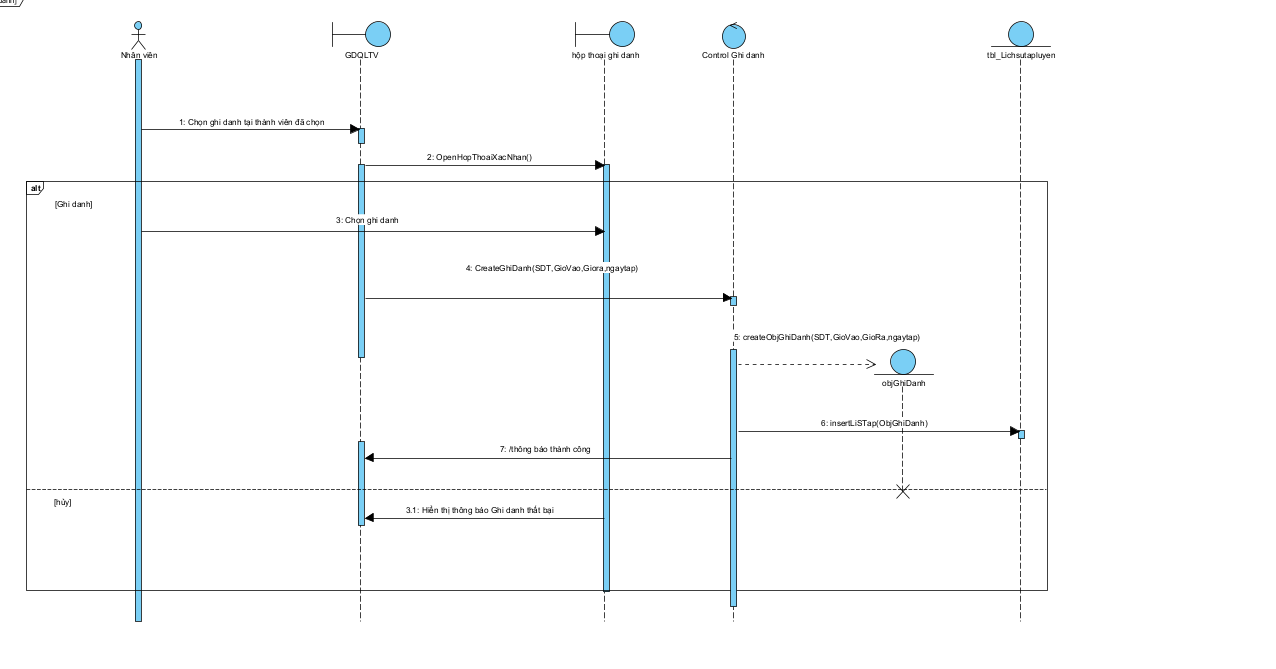 Nhân viên
GDQLTV
hộp thoại ghi danh
Control Ghi danh
tbl_Lichsutapluyen
1: Chọn ghi danh tại thành viên đã chọn
2: OpenHopThoaiXacNhan()
alt
[Ghi danh]
3: Chọn ghi danh
4: CreateGhiDanh(SDT,GioVao,Giora,ngaytap)
5: createObjGhiDanh(SDT,GioVao,GioRa,ngaytap)
objGhiDanh
6: insertLiSTap(ObjGhiDanh)
7: /thông báo thành công
[hủy]
3.1: Hiển thị thông báo Ghi danh thất bại